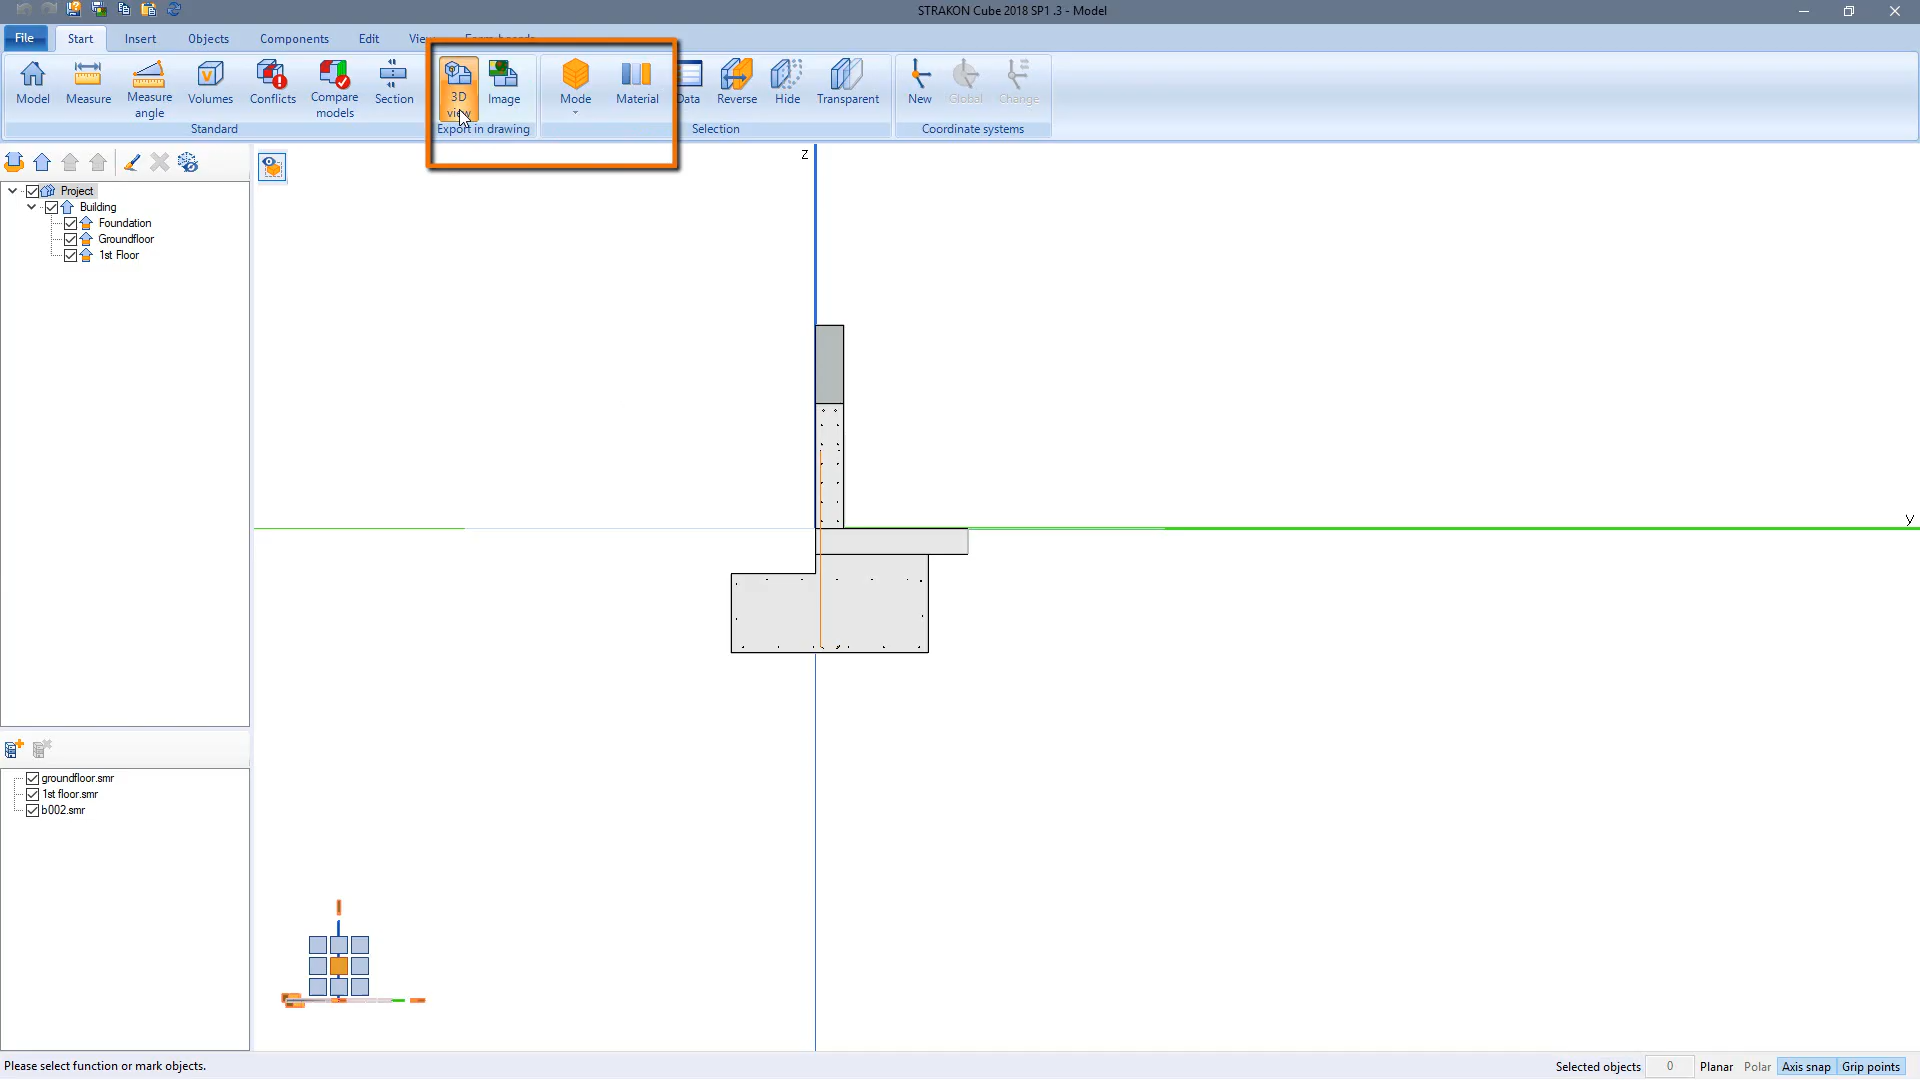 STRAKON Cube 2018 SP1 .3 - Model
File Start Insert Objects Components Edit View
Model Measure Measure angle Volumes Conflicts Compare models Section 3D view Image Mode Material Data Reverse Hide Transparent New Global Change
Standard Export in drawing Selection Coordinate systems
Project
Building
Foundation
Groundfloor
1st Floor
Z
Y
groundfloor.smr
1st floor.smr
b002.smr
Please select function or mark objects. Selected objects 0 Planar Polar Axis snap Grip points